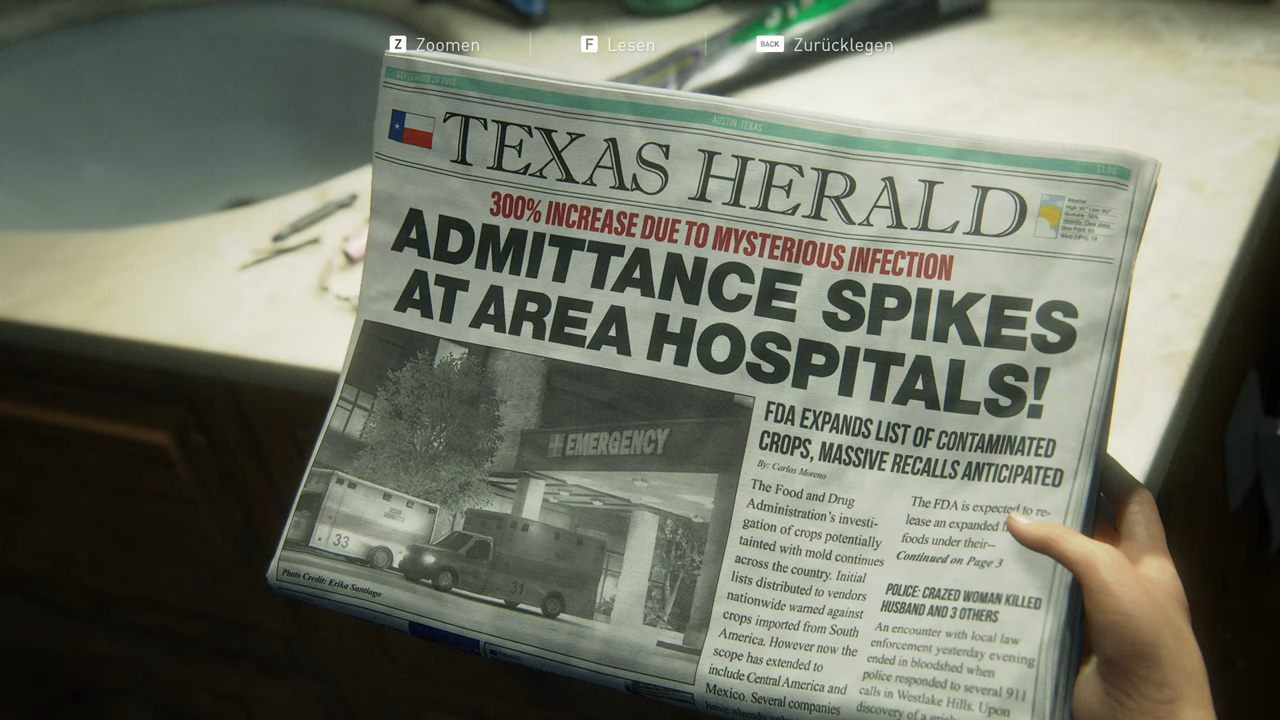 Z Zoomen
F Lesen
BACK Zurücklegen
AUSTIN TEXAS
TEXAS HERALD
300% INCREASE DUE TO MYSTERIOUS INFECTION
ADMITTANCE SPIKES
AT AREA HOSPITALS!
EMERGENCY
33
31
Photo Credit: Erika Santiago
FDA EXPANDS LIST OF CONTAMINATED
CROPS, MASSIVE RECALLS ANTICIPATED
By: Carlos Moreno
The Food and Drug
Administration's investi-
gation of crops potentially
tainted with mold continues
across the country. Initial
lists distributed to vendors
nationwide warned against
crops imported from South
America. However now the
scope has extended to
include Central America and
Mexico. Several companies
have already
The FDA is expected to re-
lease an expanded
foods under their--
Continued on Page 3
POLICE: CRAZED WOMAN KILLED
HUSBAND AND 3 OTHERS
An encounter with local law
enforcement yesterday evening
ended in bloodshed when
police responded to several 911
calls in Westlake Hills. Upon
discovery of a